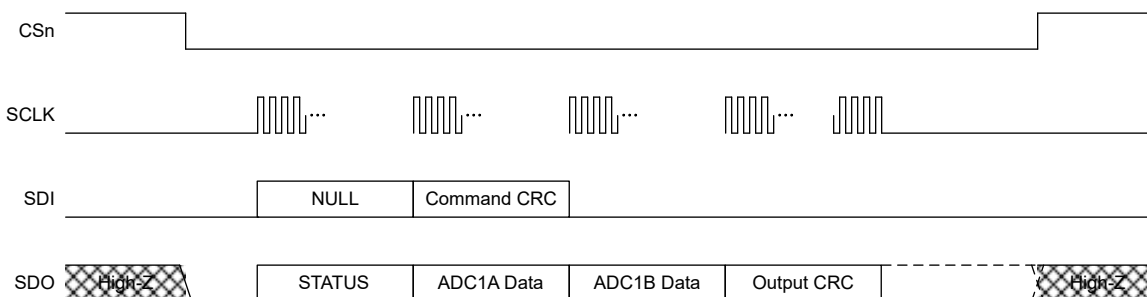 CSn
SCLK ... ... ... ...
SDI NULL Command CRC
SDO High-Z STATUS ADC1A Data ADC1B Data Output CRC High-Z